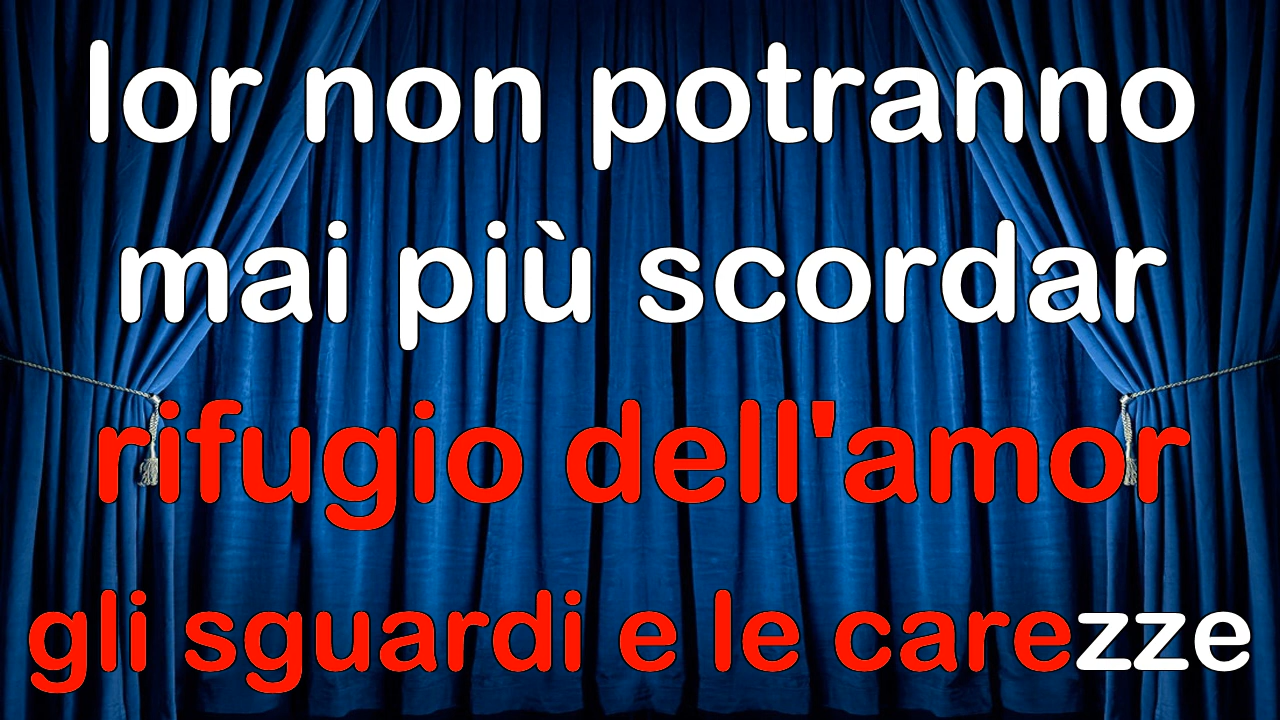 lor non potranno
mai più scordar
rifugio dell'amor
gli sguardi e le carezze